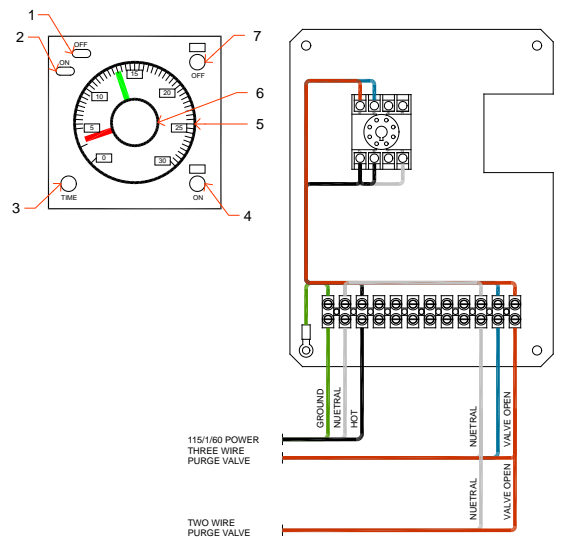 1
2
OFF
ON
7
OFF
15
10
20
6
5
25
5
0
30
3
TIME
ON
4
GROUND
NUETRAL
HOT
NUETRAL
VALVE OPEN
115/1/60 POWER
THREE WIRE
PURGE VALVE
NUETRAL
VALVE OPEN
TWO WIRE
PURGE VALVE